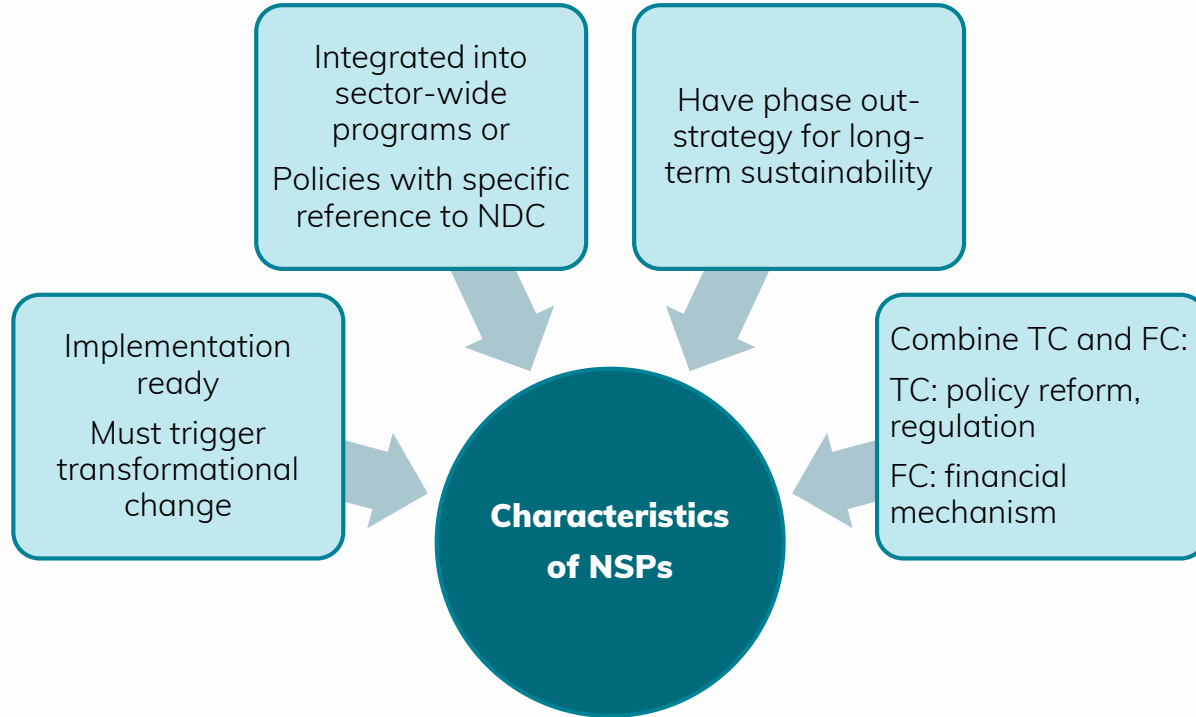 Integrated into
sector-wide
programs or
Policies with specific
reference to NDC
Have phase out-
strategy for long-
term sustainability
Implementation
ready
Must trigger
transformational
change
Combine TC and FC:
TC: policy reform,
regulation
FC: financial
mechanism
Characteristics
of NSPs